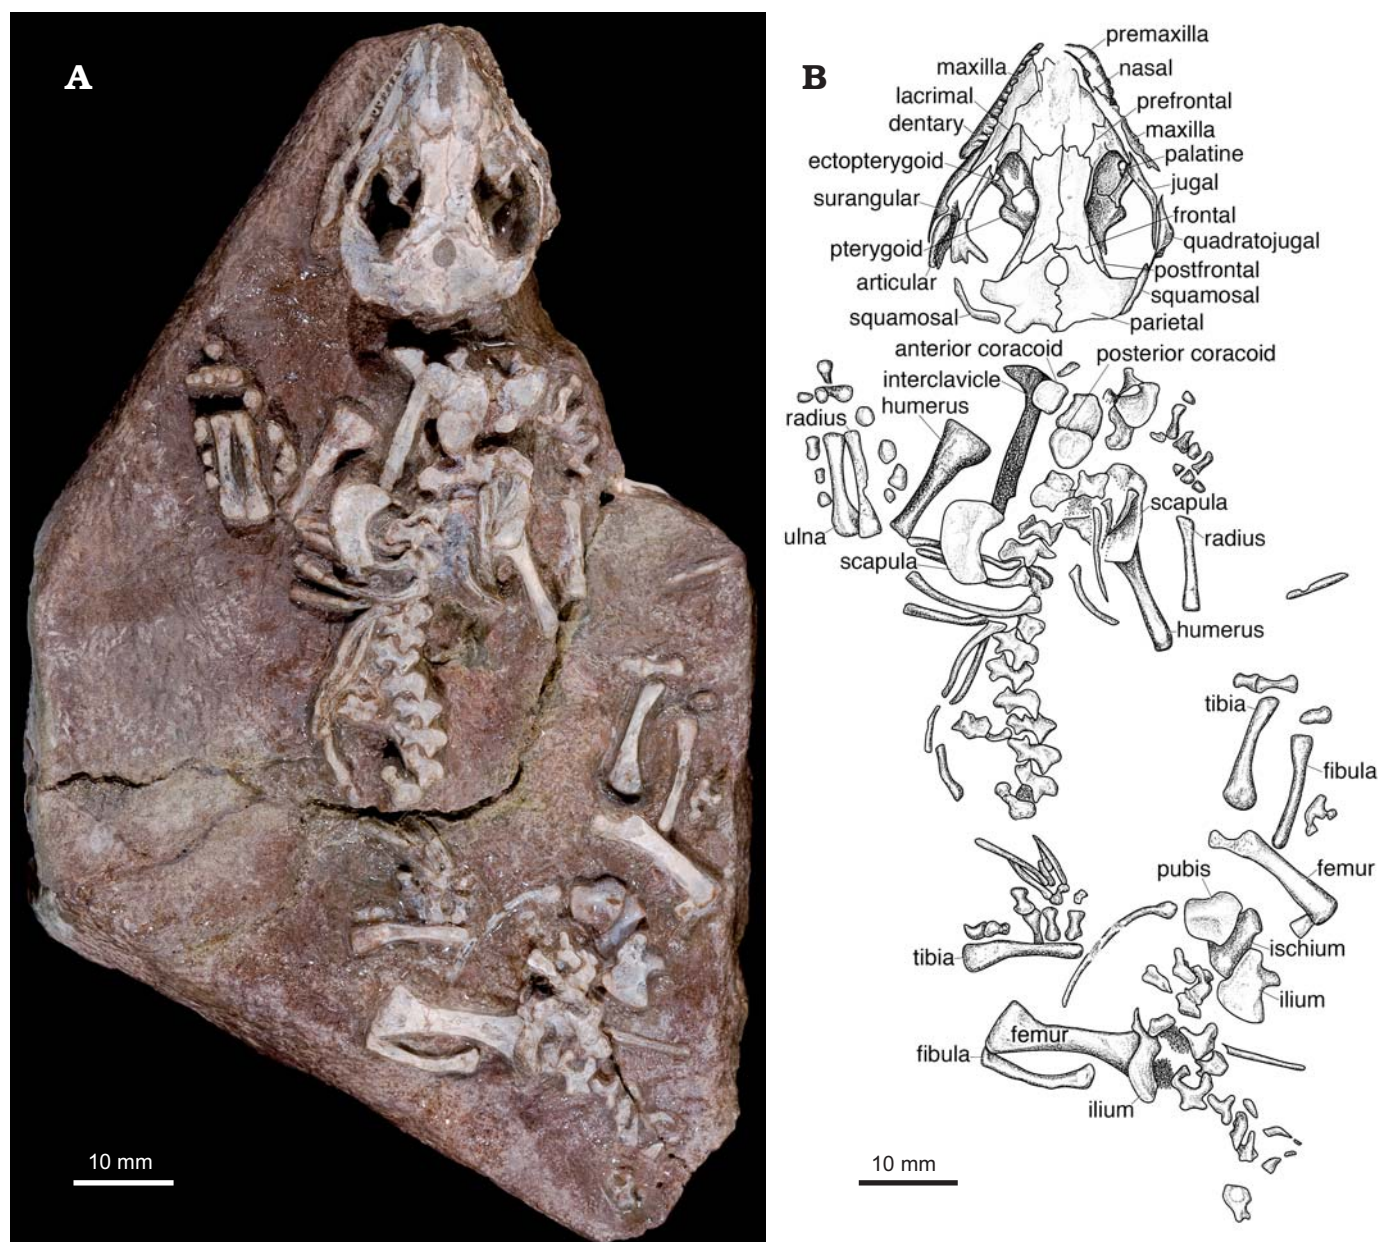 A
10 mm
B
premaxilla
maxilla
nasal
lacrimal
prefrontal
dentary
maxilla
palatine
ectopterygoid
jugal
surangular
frontal
pterygoid
quadratojugal
postfrontal
articular
squamosal
squamosal
parietal
anterior coracoid
posterior coracoid
interclavicle
humerus
radius
scapula
ulna
radius
scapula
humerus
tibia
fibula
pubis
femur
tibia
ischium
ilium
femur
fibula
ilium
10 mm